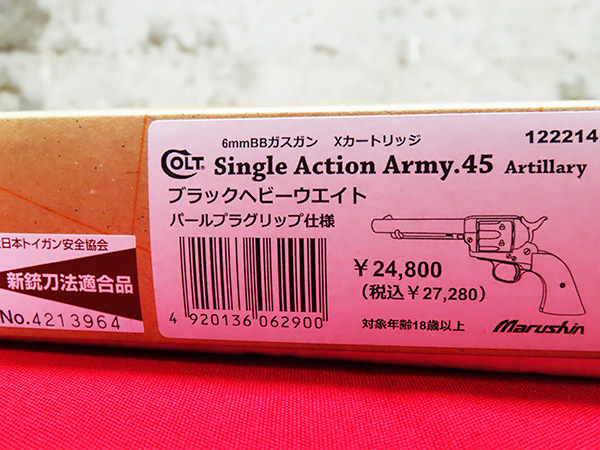 6mmBBガスガン Xカートリッジ
122214
COLT Single Action Army.45 Artillary
ブラックヘビーウエイト
パールプラグリップ仕様
￥24,800
(税込￥27,280)
対象年齢18歳以上
Marushin
4 920136 062900
日本トイガン安全協会
新銃刀法適合品
No.4213964